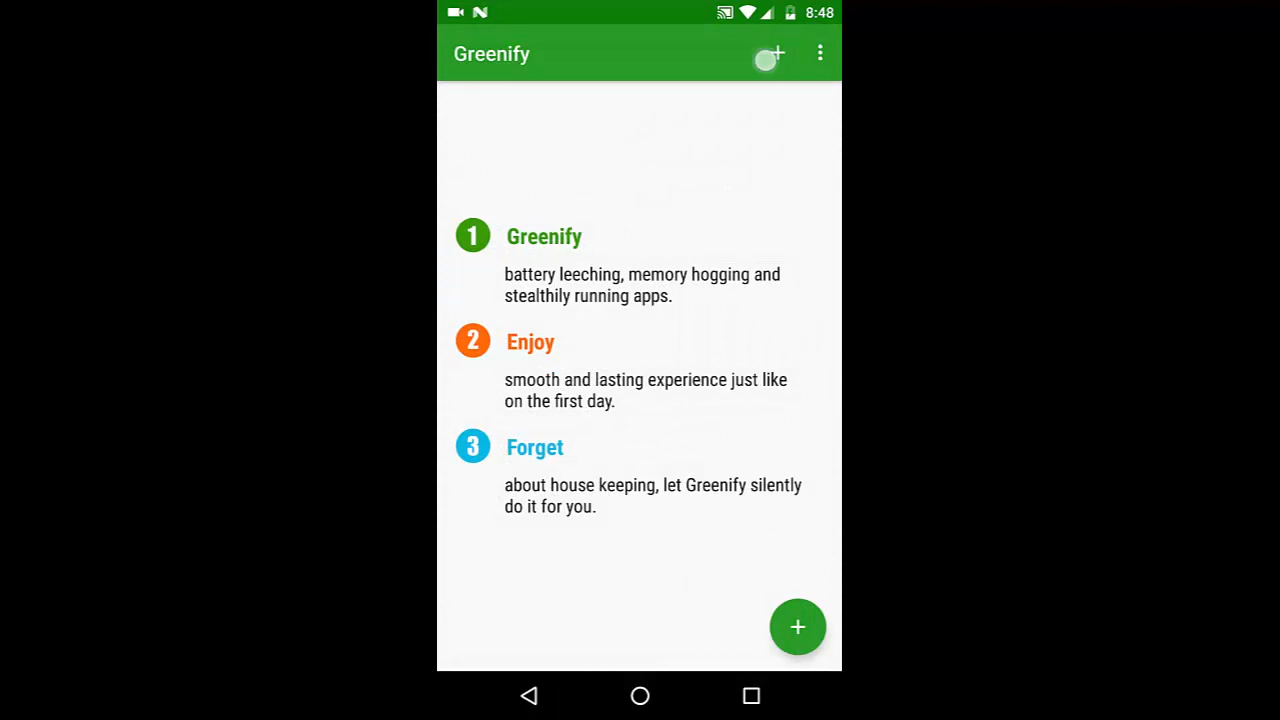 8:48
Greenify
1 Greenify
battery leeching, memory hogging and
stealthily running apps.
2 Enjoy
smooth and lasting experience just like
on the first day.
3 Forget
about house keeping, let Greenify silently
do it for you.